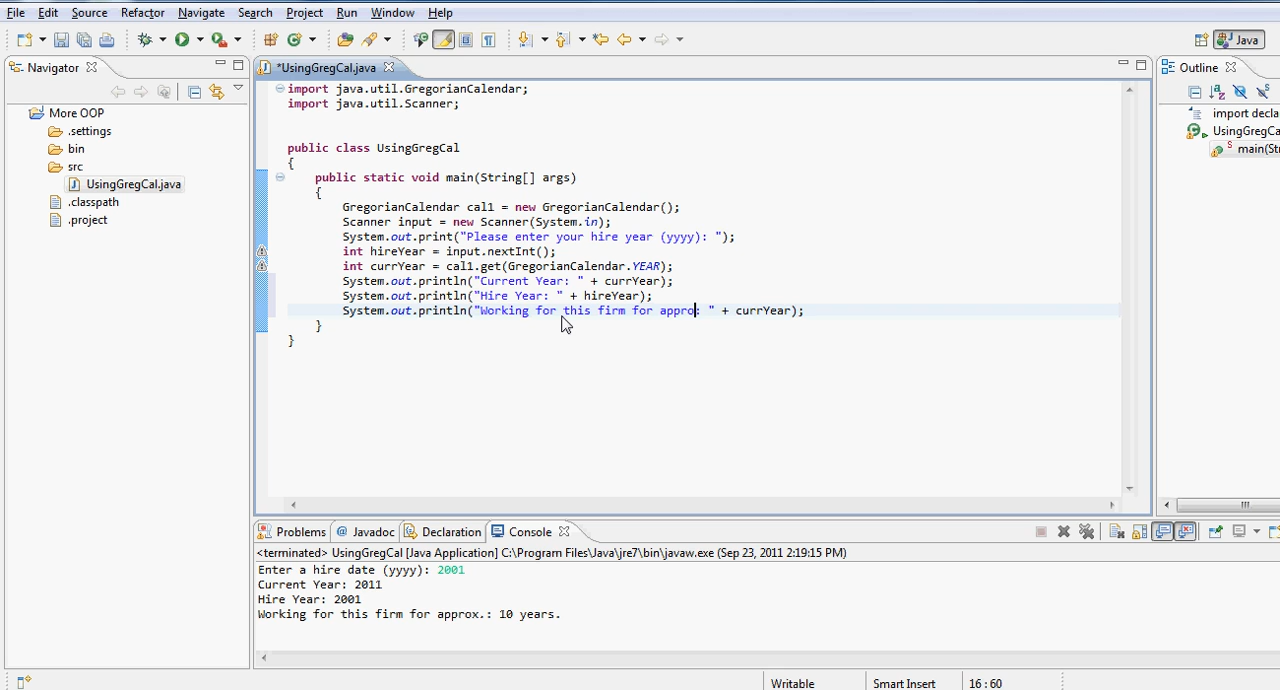 File Edit Source Refactor Navigate Search Project Run Window Help
Java
Navigator
*UsingGregCal.java
Outline
More OOP
.settings
bin
src
UsingGregCal.java
.classpath
.project
import java.util.GregorianCalendar;
import java.util.Scanner;
public class UsingGregCal
{
public static void main(String[] args)
{
GregorianCalendar cal1 = new GregorianCalendar();
Scanner input = new Scanner(System.in);
System.out.print("Please enter your hire year (yyyy): ");
int hireYear = input.nextInt();
int currYear = cal1.get(GregorianCalendar.YEAR);
System.out.println("Current Year: " + currYear);
System.out.println("Hire Year: " + hireYear);
System.out.println("Working for this firm for appro: " + currYear);
}
}
import decla
UsingGregCa
S main(Str
Problems @ Javadoc Declaration Console
<terminated> UsingGregCal [Java Application] C:\Program Files\Java\jre7\bin\javaw.exe (Sep 23, 2011 2:19:15 PM)
Enter a hire date (yyyy): 2001
Current Year: 2011
Hire Year: 2001
Working for this firm for approx.: 10 years.
Writable Smart Insert 16 : 60